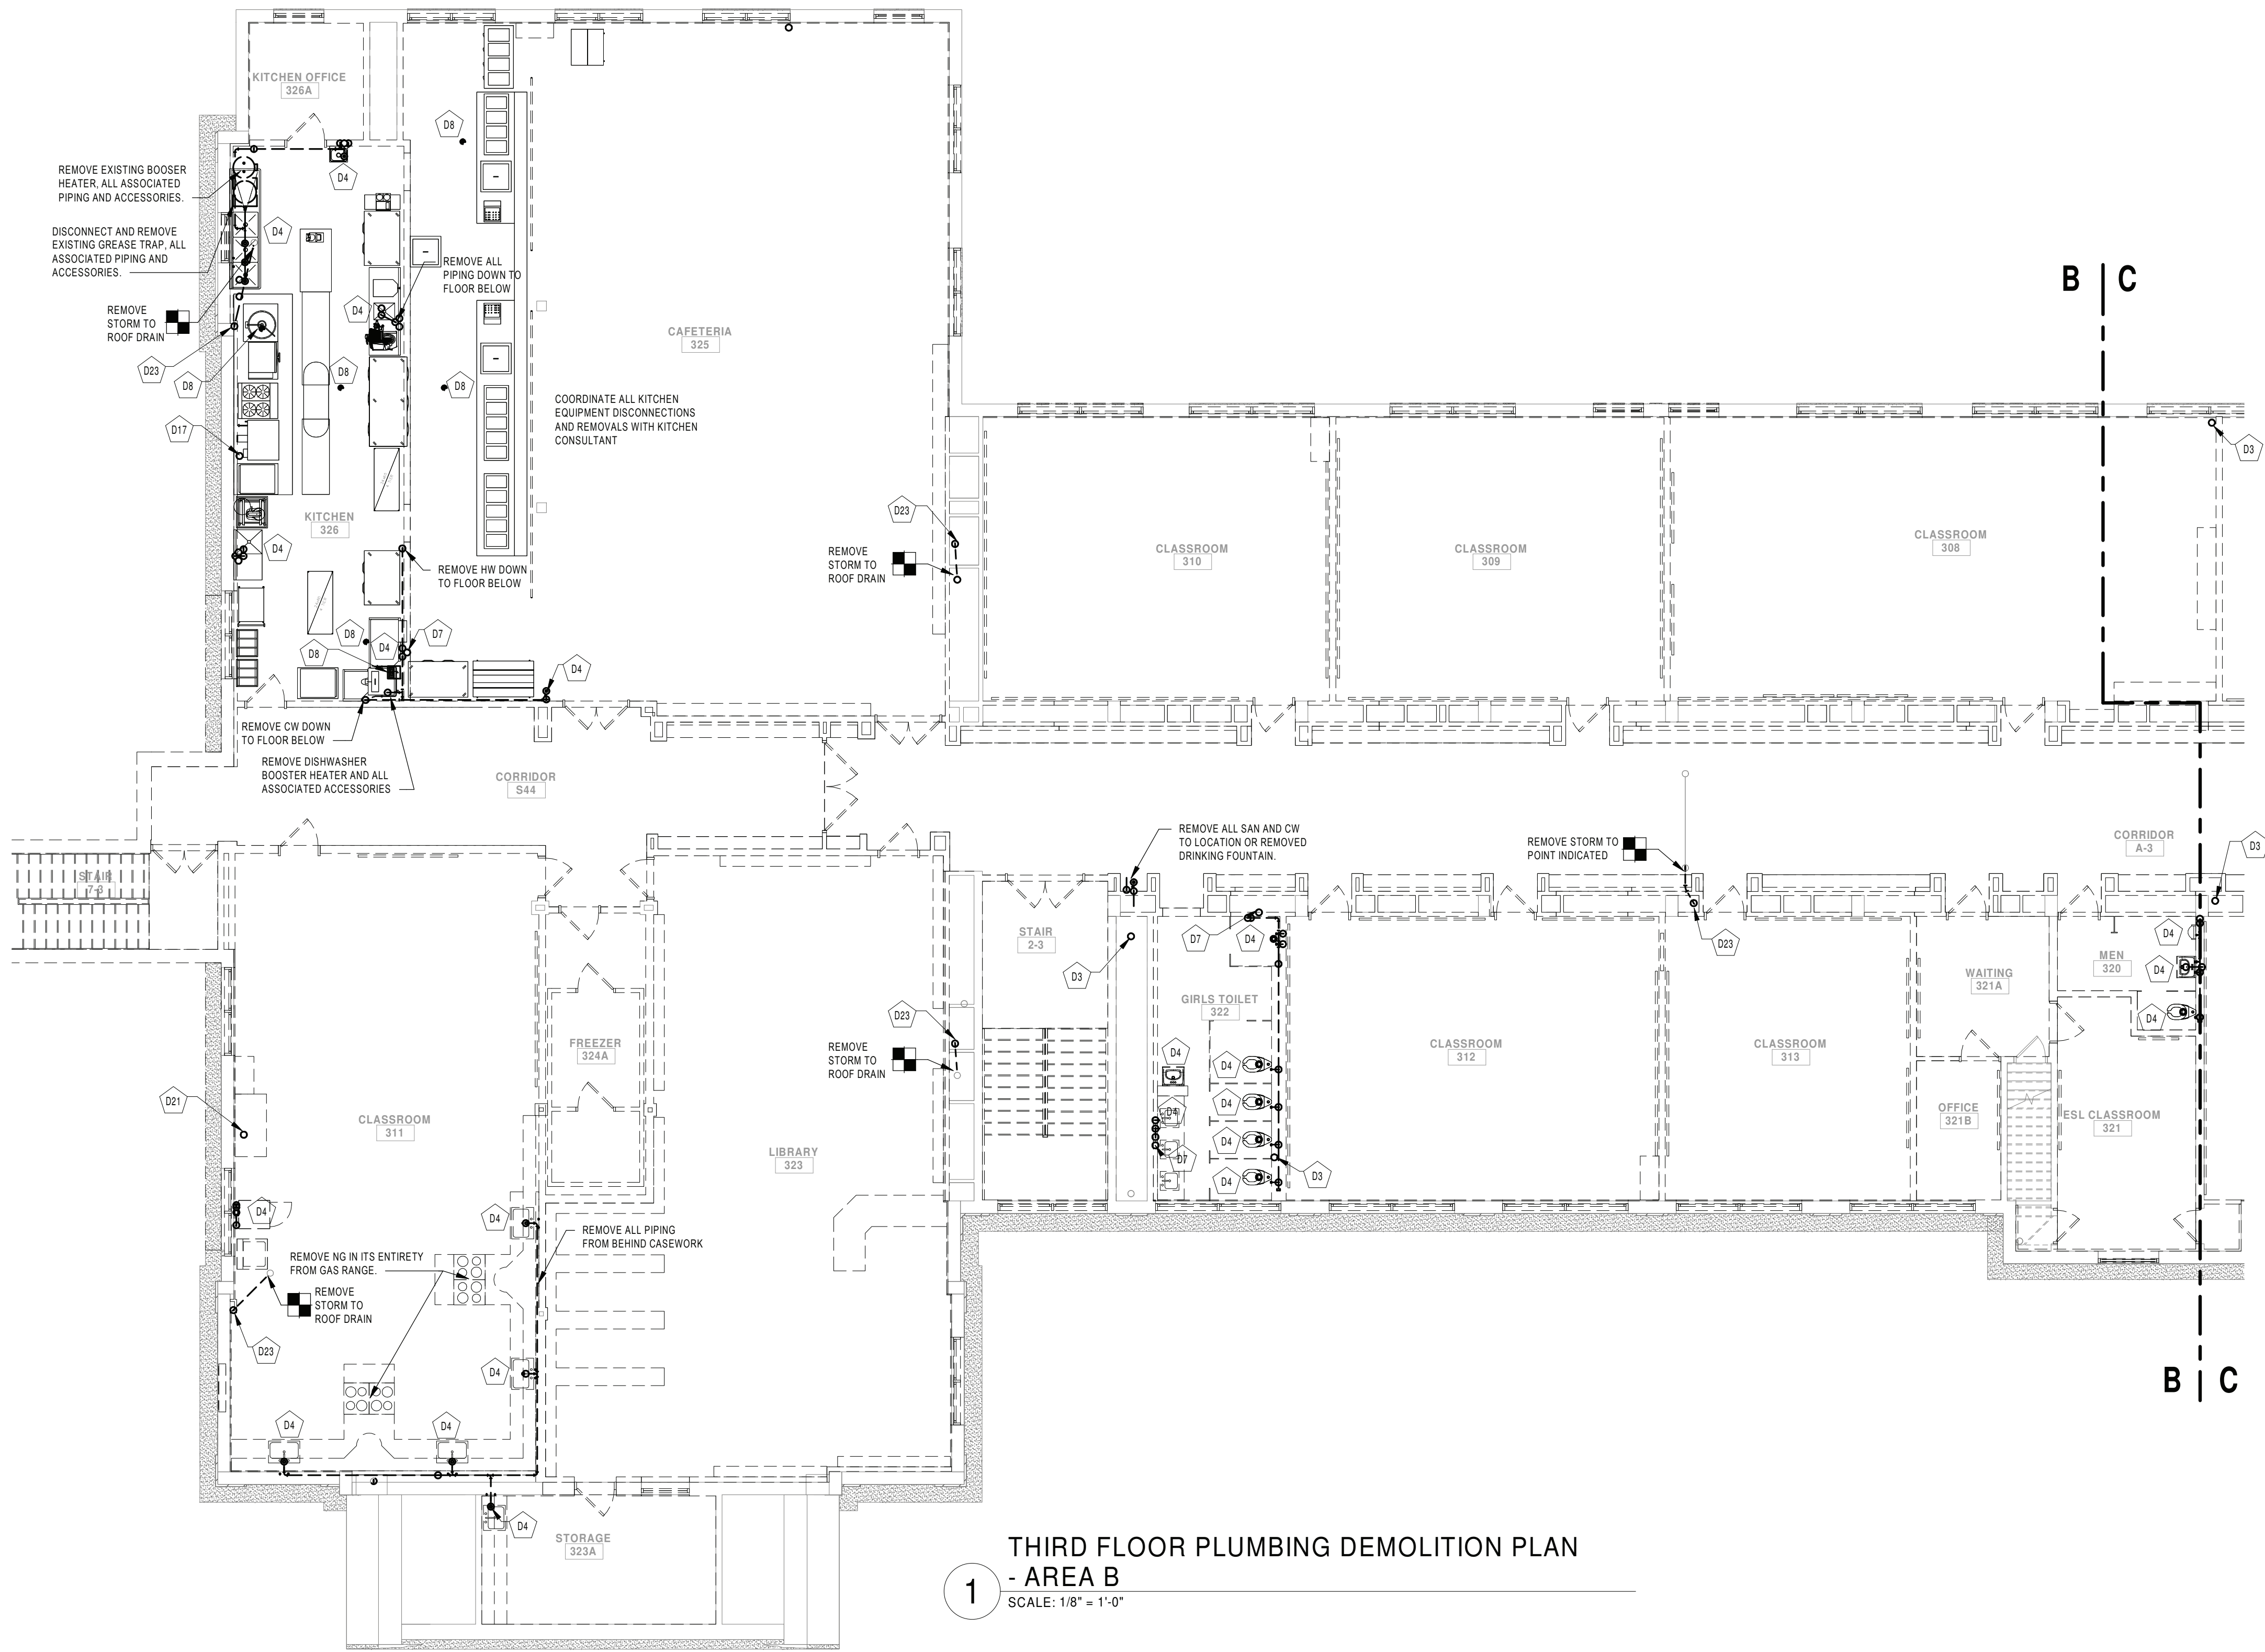 KITCHEN OFFICE
326A
D8
REMOVE EXISTING BOOSER
HEATER, ALL ASSOCIATED
PIPING AND ACCESSORIES.
D4
DISCONNECT AND REMOVE
EXISTING GREASE TRAP, ALL
ASSOCIATED PIPING AND
ACCESSORIES.
D4
REMOVE ALL
PIPING DOWN TO
FLOOR BELOW
REMOVE
STORM TO
ROOF DRAIN
D4
CAFETERIA
325
D23
D8
D8
D8
COORDINATE ALL KITCHEN
EQUIPMENT DISCONNECTIONS
AND REMOVALS WITH KITCHEN
CONSULTANT
D17
KITCHEN
326
D4
REMOVE HW DOWN
TO FLOOR BELOW
D8
D4
D7
D8
D4
REMOVE CW DOWN
TO FLOOR BELOW
REMOVE DISHWASHER
BOOSTER HEATER AND ALL
ASSOCIATED ACCESSORIES
D23
REMOVE
STORM TO
ROOF DRAIN
CLASSROOM
310
CLASSROOM
309
CLASSROOM
308
B
C
D3
CORRIDOR
S44
STAIR
7-3
REMOVE ALL SAN AND CW
TO LOCATION OR REMOVED
DRINKING FOUNTAIN.
REMOVE STORM TO
POINT INDICATED
CORRIDOR
A-3
D3
STAIR
2-3
D7
D4
D3
D23
D4
MEN
320
D4
D4
WAITING
321A
GIRLS TOILET
322
D23
REMOVE
STORM TO
ROOF DRAIN
FREEZER
324A
D4
D4
D4
D4
D4
D4
D7
D3
CLASSROOM
312
CLASSROOM
313
OFFICE
321B
ESL CLASSROOM
321
D21
CLASSROOM
311
LIBRARY
323
D4
D4
REMOVE ALL PIPING
FROM BEHIND CASEWORK
REMOVE NG IN ITS ENTIRETY
FROM GAS RANGE.
REMOVE
STORM TO
ROOF DRAIN
D23
D4
D4
D4
D4
STORAGE
323A
B
C
1
THIRD FLOOR PLUMBING DEMOLITION PLAN
- AREA B
SCALE: 1/8" = 1'-0"